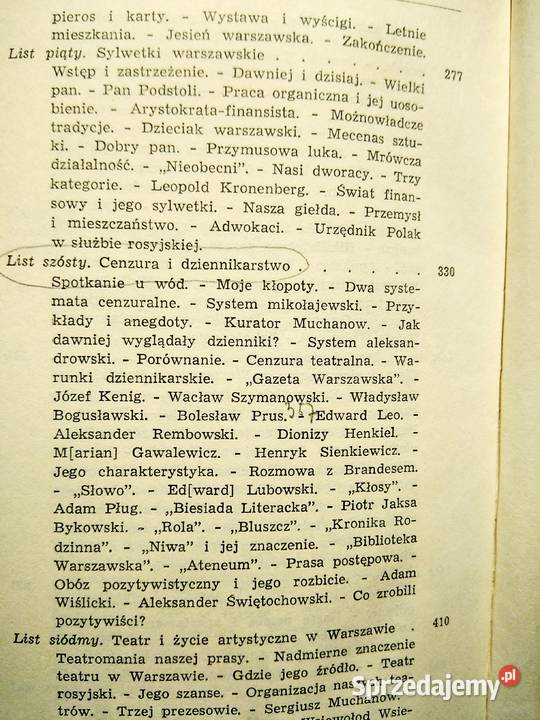 pieros i karty. - Wystawa i wyścigi. - Letnie
mieszkania. - Jesień warszawska. - Zakończenie.
List piąty. Sylwetki warszawskie . . . . . . . 277
Wstęp i zastrzeżenie. - Dawniej i dzisiaj. - Wielki
pan. - Pan Podstoli. - Praca organiczna i jej uoso-
bienie. - Arystokrata-finansista. - Możnowładcze
tradycje. - Dzieciak warszawski. - Mecenas sztu-
ki. - Dobry pan. - Przymusowa luka. - Mrówcza
działalność. - „Nieobecni". - Nasi dworacy. - Trzy
kategorie. - Leopold Kronenberg. - Świat finan-
sowy i jego sylwetki. - Nasza giełda. - Przemysł
i mieszczaństwo. - Adwokaci. - Urzędnik Polak
w służbie rosyjskiej.
List szósty. Cenzura i dziennikarstwo . . . . . . 330
Spotkanie u wód. - Moje kłopoty. - Dwa syste-
mata cenzuralne. - System mikołajewski. - Przy-
kłady i anegdoty. - Kurator Muchanow. - Jak
dawniej wyglądały dzienniki? - System aleksan-
drowski. - Porównanie. - Cenzura teatralna. - Wa-
runki dziennikarskie. - „Gazeta Warszawska". -
Józef Kenig. - Wacław Szymanowski. - Władysław
Bogusławski. - Bolesław Prus. - Edward Leo. -
357
Aleksander Rembowski. - Dionizy Henkiel. -
M[arian] Gawalewicz. - Henryk Sienkiewicz. -
Jego charakterystyka. - Rozmowa z Brandesem.
- „Słowo". - Ed[ward] Lubowski. - „Kłosy". -
Adam Pług. - „Biesiada Literacka". - Piotr Jaksa
Bykowski. - „Rola". - „Bluszcz". - „Kronika Ro-
dzinna". - „Niwa" i jej znaczenie. - „Biblioteka
Warszawska". - „Ateneum". - Prasa postępowa. -
Obóz pozytywistyczny i jego rozbicie. - Adam
Wiślicki. - Aleksander Świętochowski. - Co zrobili
pozytywiści?
List siódmy. Teatr i życie artystyczne w Warszawie . 410
Teatromania naszej prasy. - Nadmierne znaczenie
teatru w Warszawie. - Gdzie jego źródło. - Teatr
rosyjski. - Jego szanse. - Organizacja naszych tea-
trów. - Trzej prezesowie. - Sergiusz Muchanow.
Wsie-
Sprzedajemy.pl